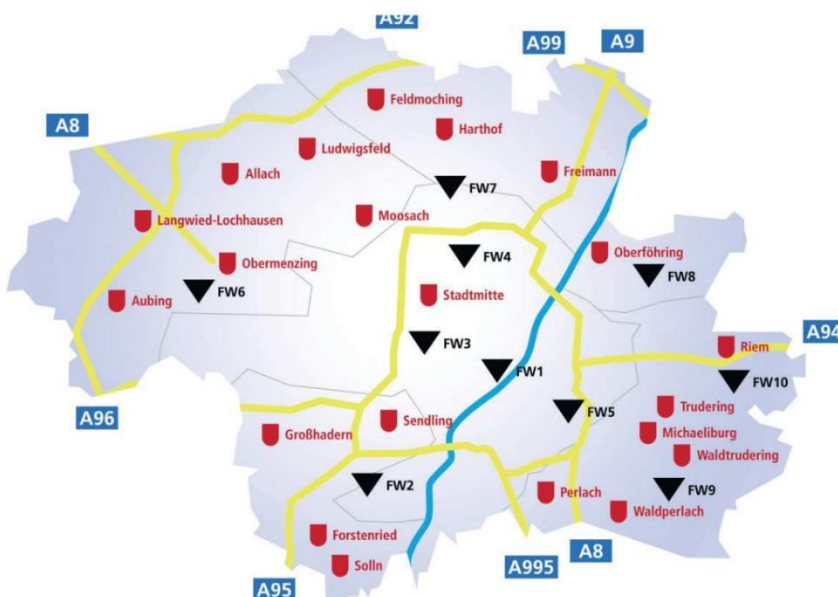 A92
A99
A9
Feldmoching
A8
Harthof
Ludwigsfeld
Allach
Freimann
FW7
Langwied-Lochhausen
Moosach
Oberföhring
FW4
Obermenzing
FW8
FW6
Stadtmitte
Aubing
A94
FW3
Riem
FW1
FW10
Trudering
FW5
A96
Sendling
Großhadern
Michaeliburg
Waldtrudering
FW2
FW9
Perlach
Waldperlach
A8
Forstenried
A995
Solln
A95